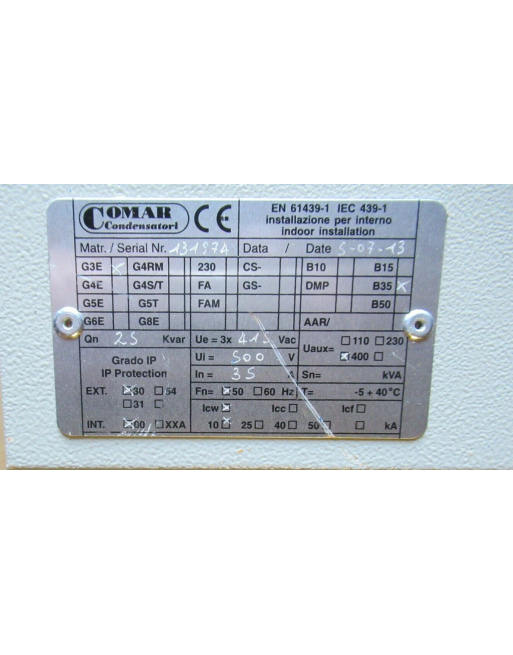 COMAR
Condensatori
CE
EN 61439-1 IEC 439-1
installazione per interno
indoor installation
Matr. / Serial Nr. 131974 Data / Date 5-07-13
G3E x G4RM 230 CS- B10 B15
G4E G4S/T FA GS- DMP B35 x
G5E G5T FAM B50
G6E G8E AAR/
Qn 25 Kvar Ue = 3x 415 Vac Uaux= ☐ 110 ☐ 230
☒ 400 ☐
Grado IP Ui = 500 V
IP Protection In = 35 Sn= kVA
EXT. ☒ 30 ☐ 54 Fn= ☒ 50 ☐ 60 Hz T= -5 +40°C
☐ 31 ☐ Icw ☒ Icc ☐ Icf ☐
INT. ☒ 00 ☐ XXA 10 ☒ 25 ☐ 40 ☐ 50 ☐ ☐ kA